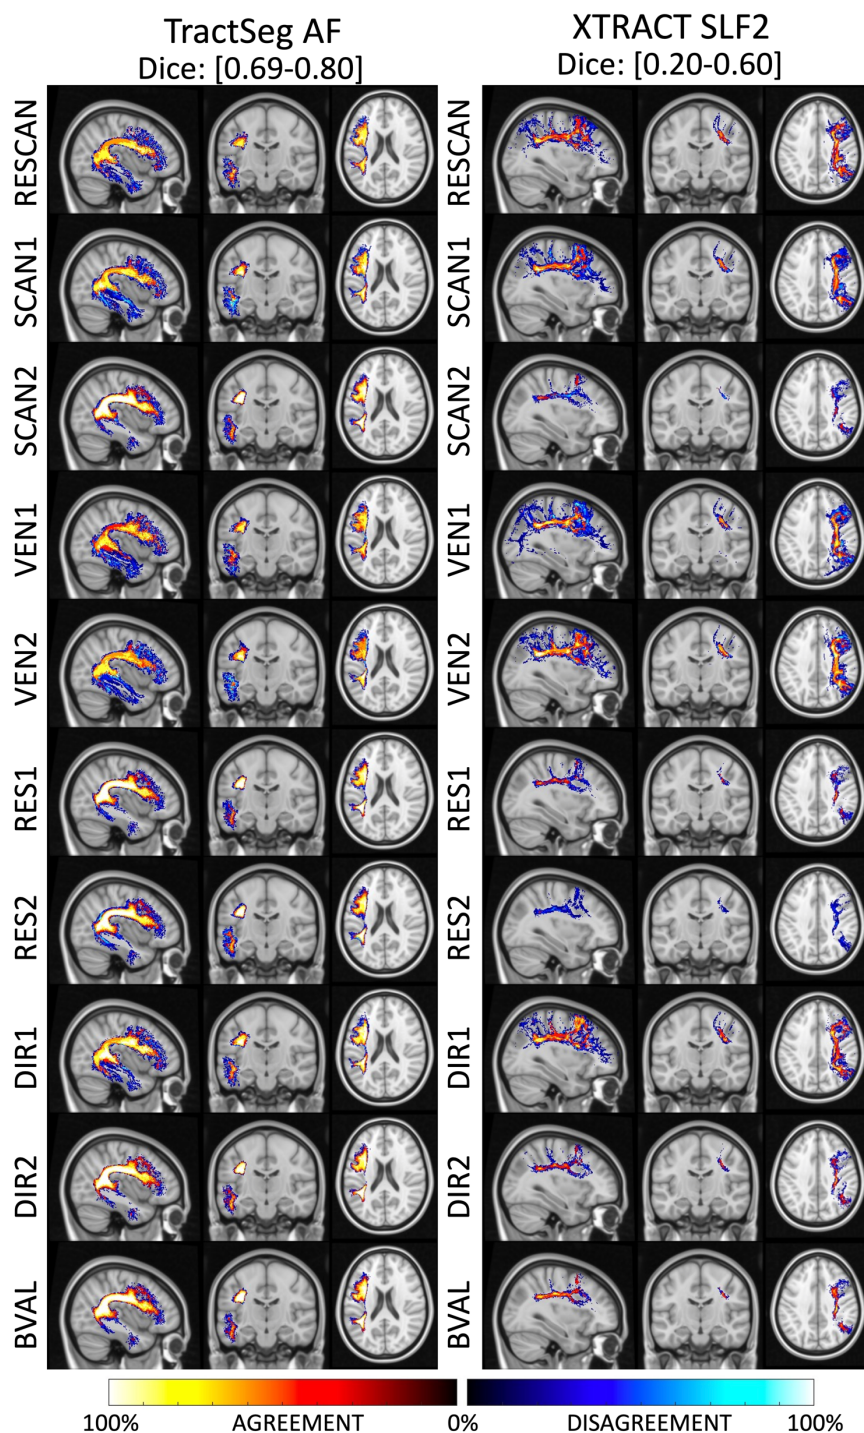 TractSeg AF
Dice: [0.69-0.80]
XTRACT SLF2
Dice: [0.20-0.60]
RESCAN
RESCAN
SCAN1
SCAN1
SCAN2
SCAN2
VEN1
VEN1
VEN2
VEN2
RES1
RES1
RES2
RES2
DIR1
DIR1
DIR2
DIR2
BVAL
BVAL
100% AGREEMENT 0% DISAGREEMENT 100%